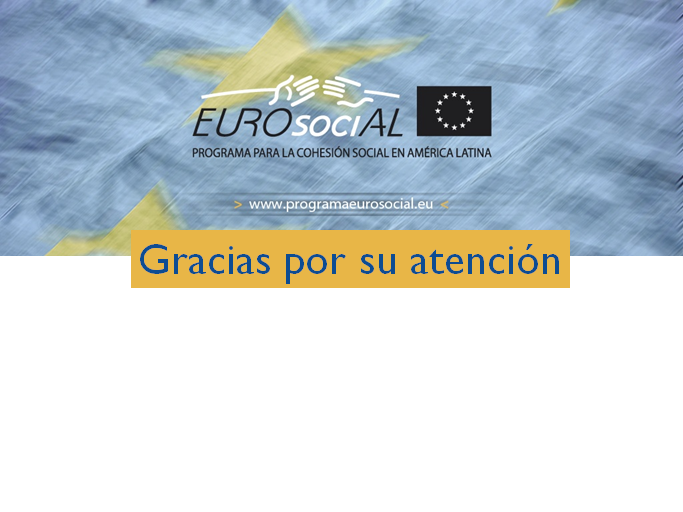 EUROsociAL
PROGRAMA PARA LA COHESIÓN SOCIAL EN AMÉRICA LATINA
> www.programaeurosocial.eu <
Gracias por su atención